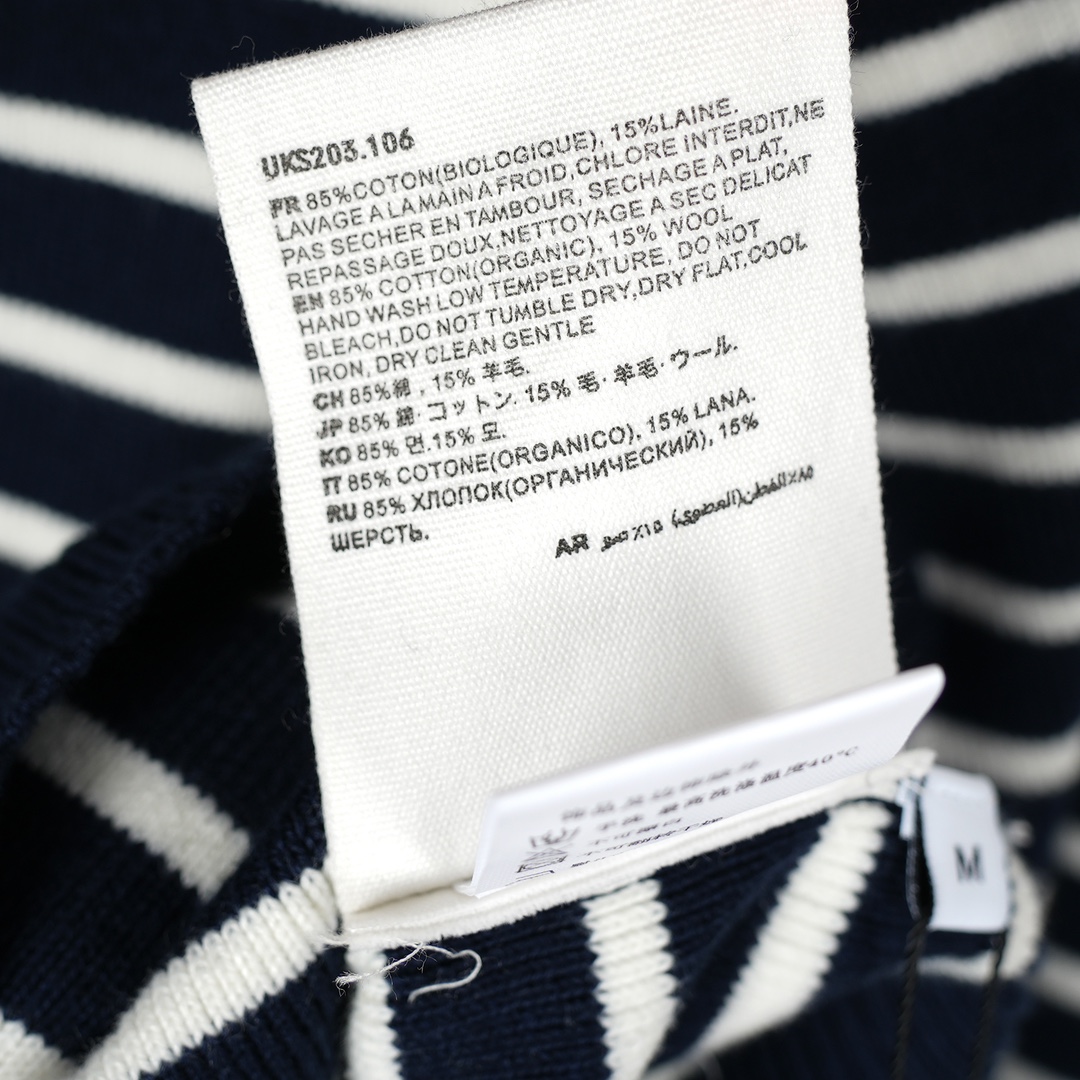 UKS203.106
FR 85%COTON(BIOLOGIQUE), 15%LAINE.
LAVAGE A LA MAIN A FROID,CHLORE INTERDIT,NE
PAS SECHER EN TAMBOUR, SECHAGE A PLAT,
REPASSAGE DOUX,NETTOYAGE A SEC DELICAT
EN 85% COTTON(ORGANIC), 15% WOOL
HAND WASH LOW TEMPERATURE, DO NOT
BLEACH,DO NOT TUMBLE DRY,DRY FLAT,COOL
IRON, DRY CLEAN GENTLE
CH 85%綿 , 15% 羊毛.
JP 85% 綿·コットン. 15% 毛·羊毛·ウール.
KO 85% 면.15% 모.
IT 85% COTONE(ORGANICO), 15% LANA.
RU 85% ХЛОПОК(ОРГАНИЧЕСКИЙ), 15%
ШЕРСТЬ.
AR
40°C
M